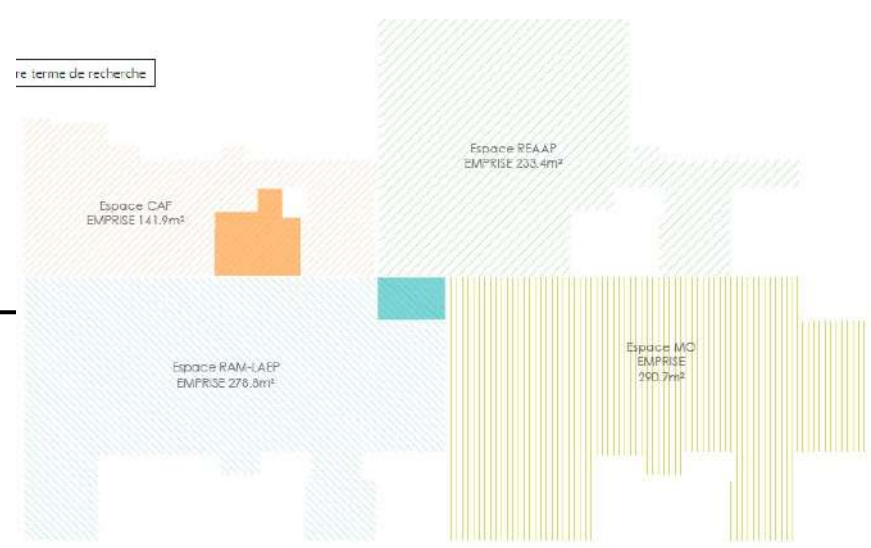 re terme de recherche
Espace REAAP
EMPRISE 233.4m²
Espace CAF
EMPRISE 141.9m²
Espace RAM-LAEP
EMPRISE 278.8m²
Espace MO
EMPRISE
290.7m²